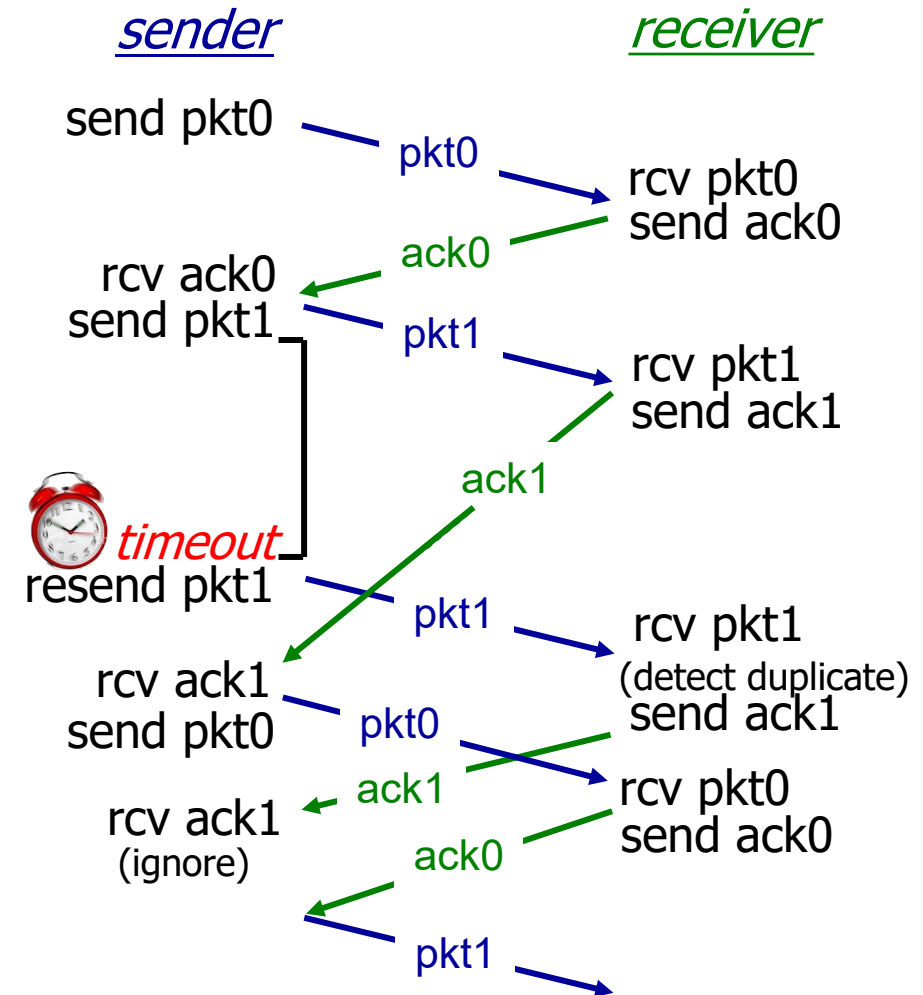 sender
receiver
send pkt0
pkt0
rcv pkt0
send ack0
ack0
rcv ack0
send pkt1
pkt1
rcv pkt1
send ack1
ack1
timeout
resend pkt1
pkt1
rcv pkt1
(detect duplicate)
send ack1
rcv ack1
send pkt0
pkt0
ack1
rcv pkt0
send ack0
rcv ack1
(ignore)
ack0
pkt1